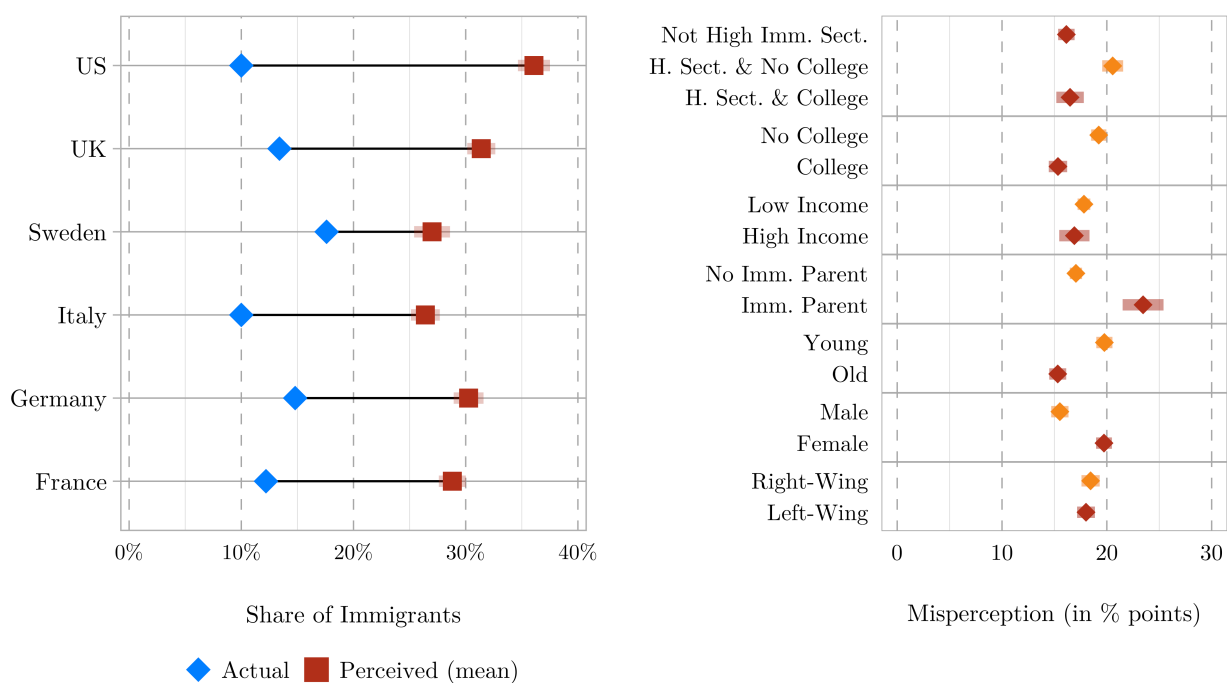 US
UK
Sweden
Italy
Germany
France
0% 10% 20% 30% 40%
Share of Immigrants
Actual Perceived (mean)
Not High Imm. Sect.
H. Sect. & No College
H. Sect. & College
No College
College
Low Income
High Income
No Imm. Parent
Imm. Parent
Young
Old
Male
Female
Right-Wing
Left-Wing
0 10 20 30
Misperception (in % points)